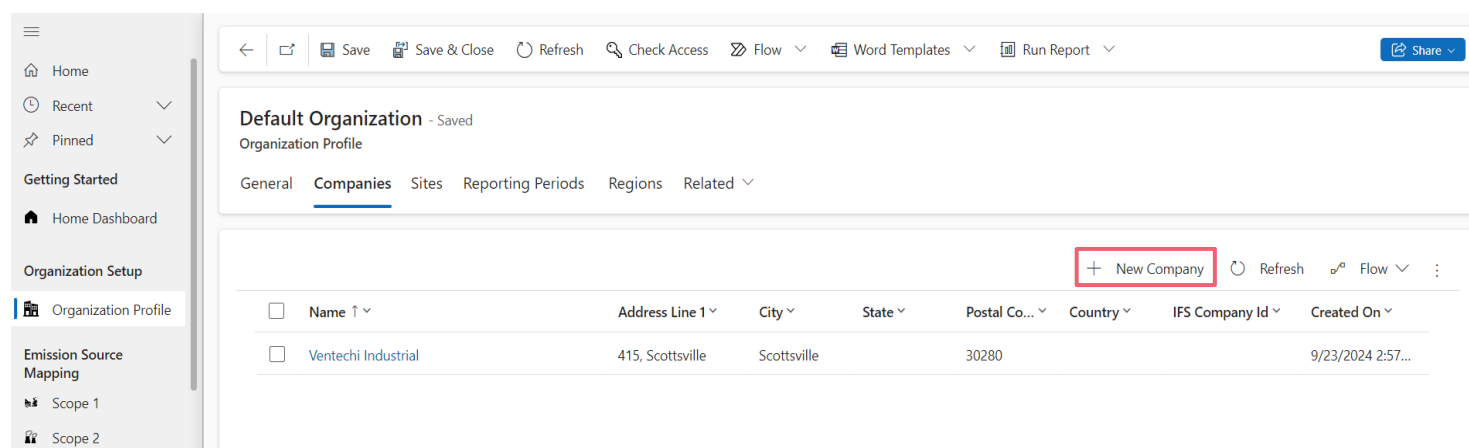 Home
Recent
Pinned
Getting Started
Home Dashboard
Organization Setup
Organization Profile
Emission Source
Mapping
Scope 1
Scope 2
Save Save & Close Refresh Check Access Flow Word Templates Run Report Share
Default Organization - Saved
Organization Profile
General Companies Sites Reporting Periods Regions Related
New Company Refresh Flow
Name Address Line 1 City State Postal Co... Country IFS Company Id Created On
Ventechi Industrial 415, Scottsville Scottsville 30280 9/23/2024 2:57...